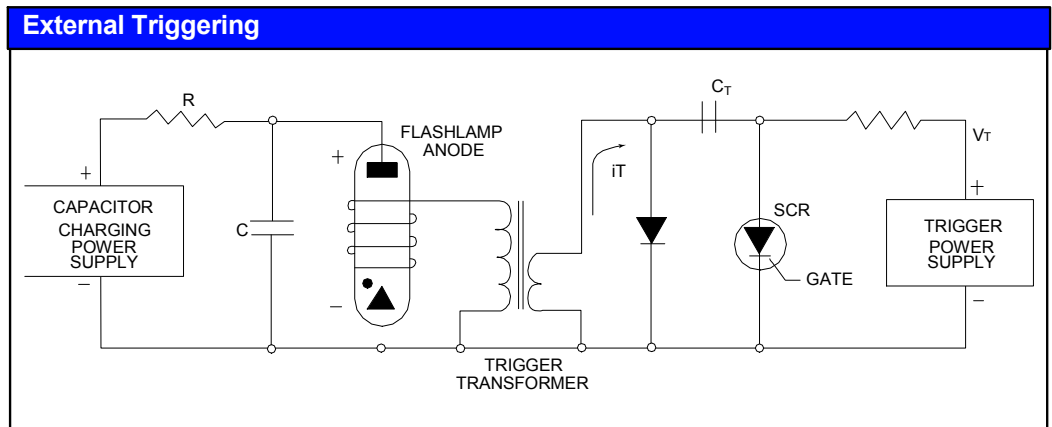 External Triggering
R
C
+
CAPACITOR
CHARGING
POWER
SUPPLY
−
FLASHLAMP
ANODE
+
−
TRIGGER
TRANSFORMER
iT
CT
SCR
GATE
VT
+
TRIGGER
POWER
SUPPLY
−